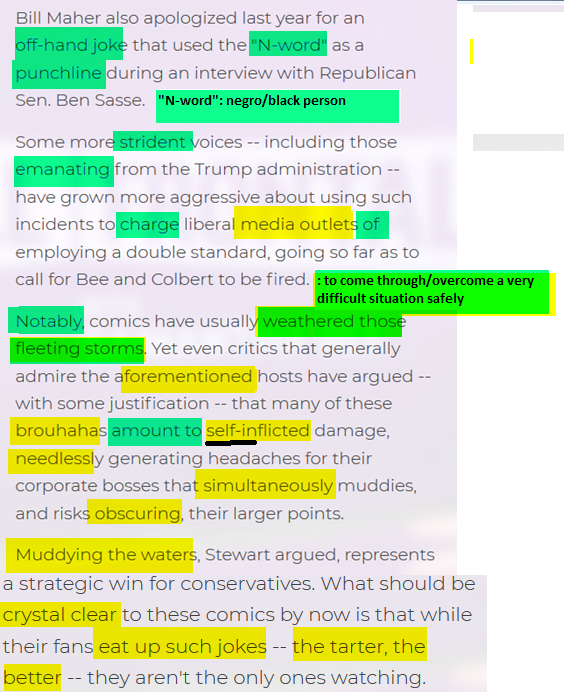 Bill Maher also apologized last year for an
off-hand joke that used the "N-word" as a
punchline during an interview with Republican
Sen. Ben Sasse.
"N-word": negro/black person
Some more strident voices -- including those
emanating from the Trump administration --
have grown more aggressive about using such
incidents to charge liberal media outlets of
employing a double standard, going so far as to
call for Bee and Colbert to be fired.
: to come through/overcome a very
difficult situation safely
Notably, comics have usually weathered those
fleeting storms. Yet even critics that generally
admire the aforementioned hosts have argued --
with some justification -- that many of these
brouhahas amount to self-inflicted damage,
needlessly generating headaches for their
corporate bosses that simultaneously muddies,
and risks obscuring, their larger points.
Muddying the waters, Stewart argued, represents
a strategic win for conservatives. What should be
crystal clear to these comics by now is that while
their fans eat up such jokes -- the tarter, the
better -- they aren't the only ones watching.